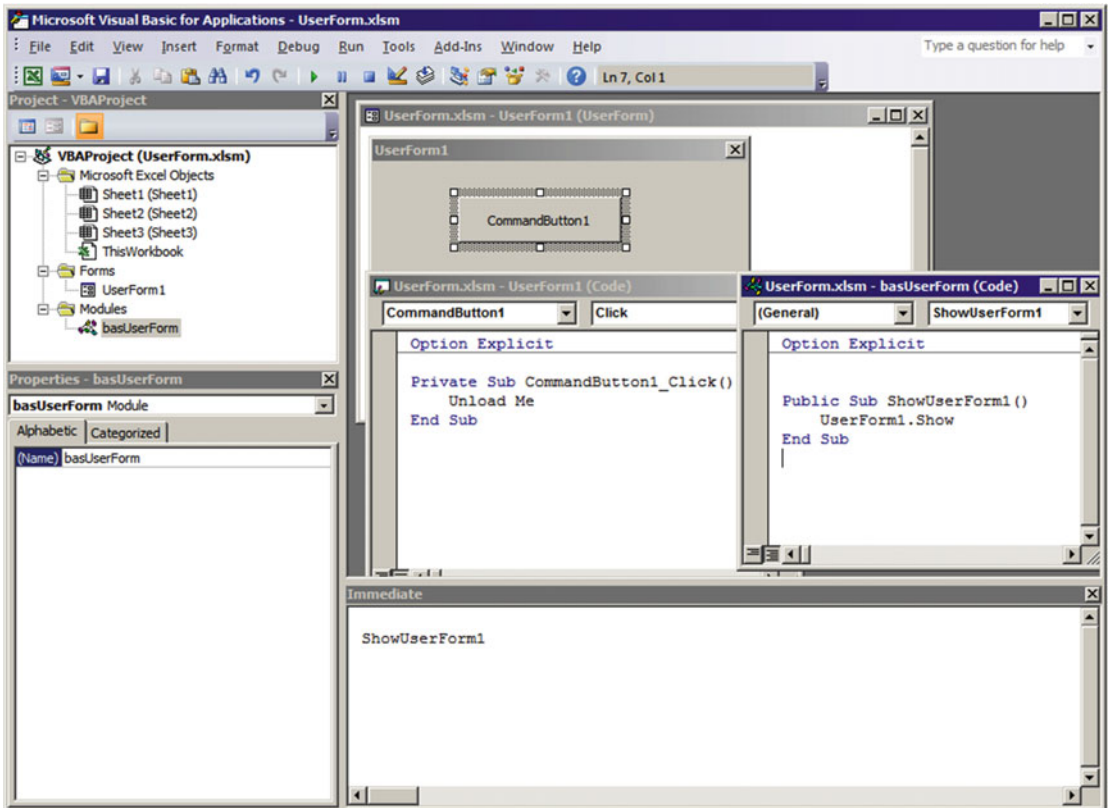 Microsoft Visual Basic for Applications - UserForm.xlsm
File Edit View Insert Format Debug Run Tools Add-Ins Window Help
Type a question for help
Ln 7, Col 1
Project - VBAProject
VBAProject (UserForm.xlsm)
Microsoft Excel Objects
Sheet1 (Sheet1)
Sheet2 (Sheet2)
Sheet3 (Sheet3)
ThisWorkbook
Forms
UserForm1
Modules
basUserForm
Properties - basUserForm
basUserForm Module
Alphabetic Categorized
(Name) basUserForm
UserForm.xlsm - UserForm1 (UserForm)
UserForm1
CommandButton1
UserForm.xlsm - UserForm1 (Code)
CommandButton1 Click
Option Explicit
Private Sub CommandButton1_Click()
Unload Me
End Sub
UserForm.xlsm - basUserForm (Code)
(General) ShowUserForm1
Option Explicit
Public Sub ShowUserForm1()
UserForm1.Show
End Sub
Immediate
ShowUserForm1